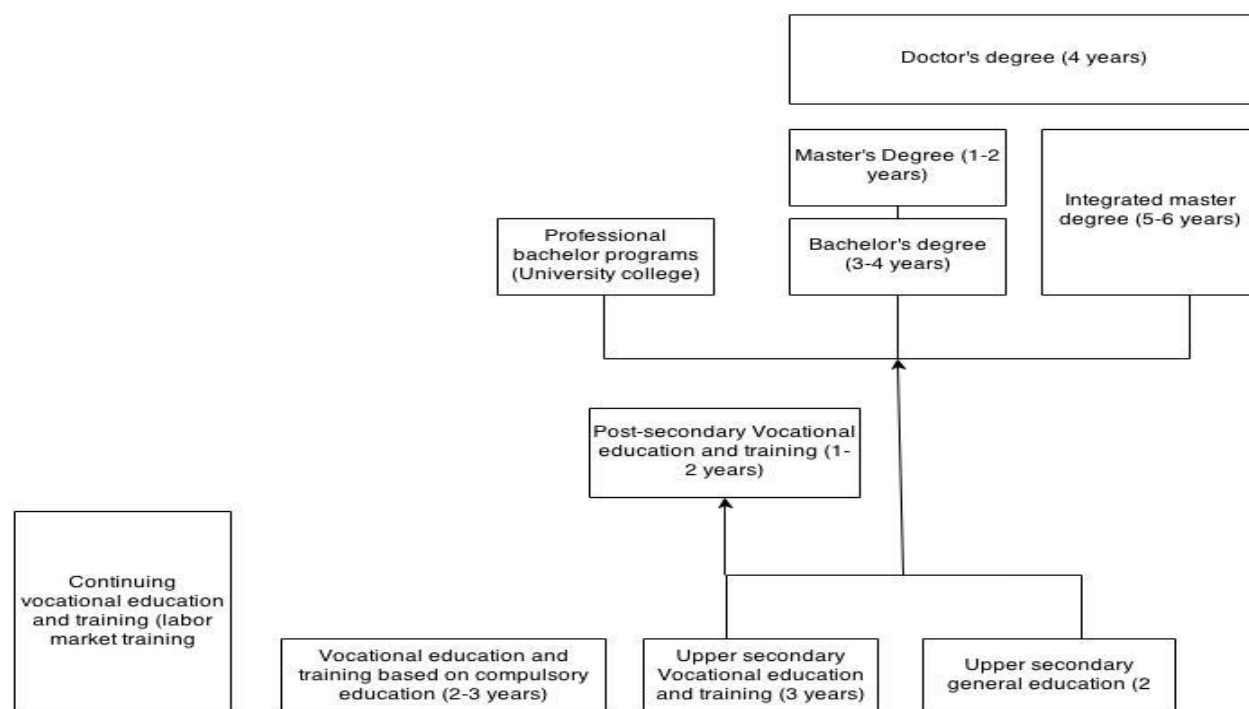 Doctor's degree (4 years)
Master's Degree (1-2
years)
Integrated master
degree (5-6 years)
Professional
bachelor programs
(University college)
Bachelor's degree
(3-4 years)
Post-secondary Vocational
education and training (1-
2 years)
Continuing
vocational education
and training (labor
market training
Vocational education and
training based on compulsory
education (2-3 years)
Upper secondary
Vocational education
and training (3 years)
Upper secondary
general education (2